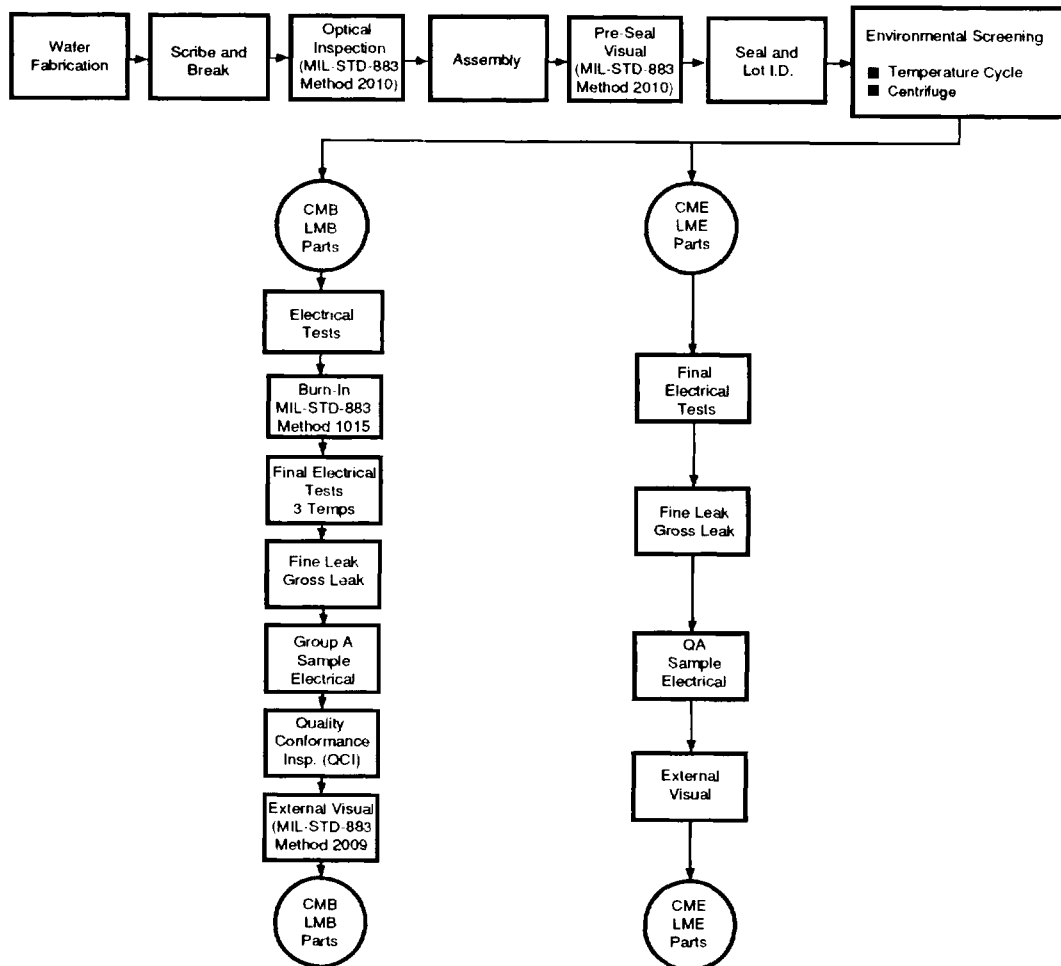 Wafer
Fabrication
Scribe and
Break
Optical
Inspection
(MIL-STD-883
Method 2010)
Assembly
Pre-Seal
Visual
(MIL-STD-883
Method 2010)
Seal and
Lot I.D.
Environmental Screening
Temperature Cycle
Centrifuge
CMB
LMB
Parts
Electrical
Tests
Burn-In
MIL-STD-883
Method 1015
Final Electrical
Tests
3 Temps
Fine Leak
Gross Leak
Group A
Sample
Electrical
Quality
Conformance
Insp. (QCI)
External Visual
(MIL-STD-883
Method 2009
CMB
LMB
Parts
CME
LME
Parts
Final
Electrical
Tests
Fine Leak
Gross Leak
QA
Sample
Electrical
External
Visual
CME
LME
Parts